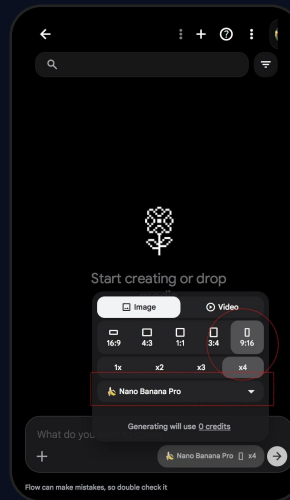 Start creating or drop
Image Video
16:9 4:3 1:1 3:4 9:16
1x x2 x3 x4
Nano Banana Pro
Generating will use 0 credits
What do yo
Nano Banana Pro x4
Flow can make mistakes, so double check it